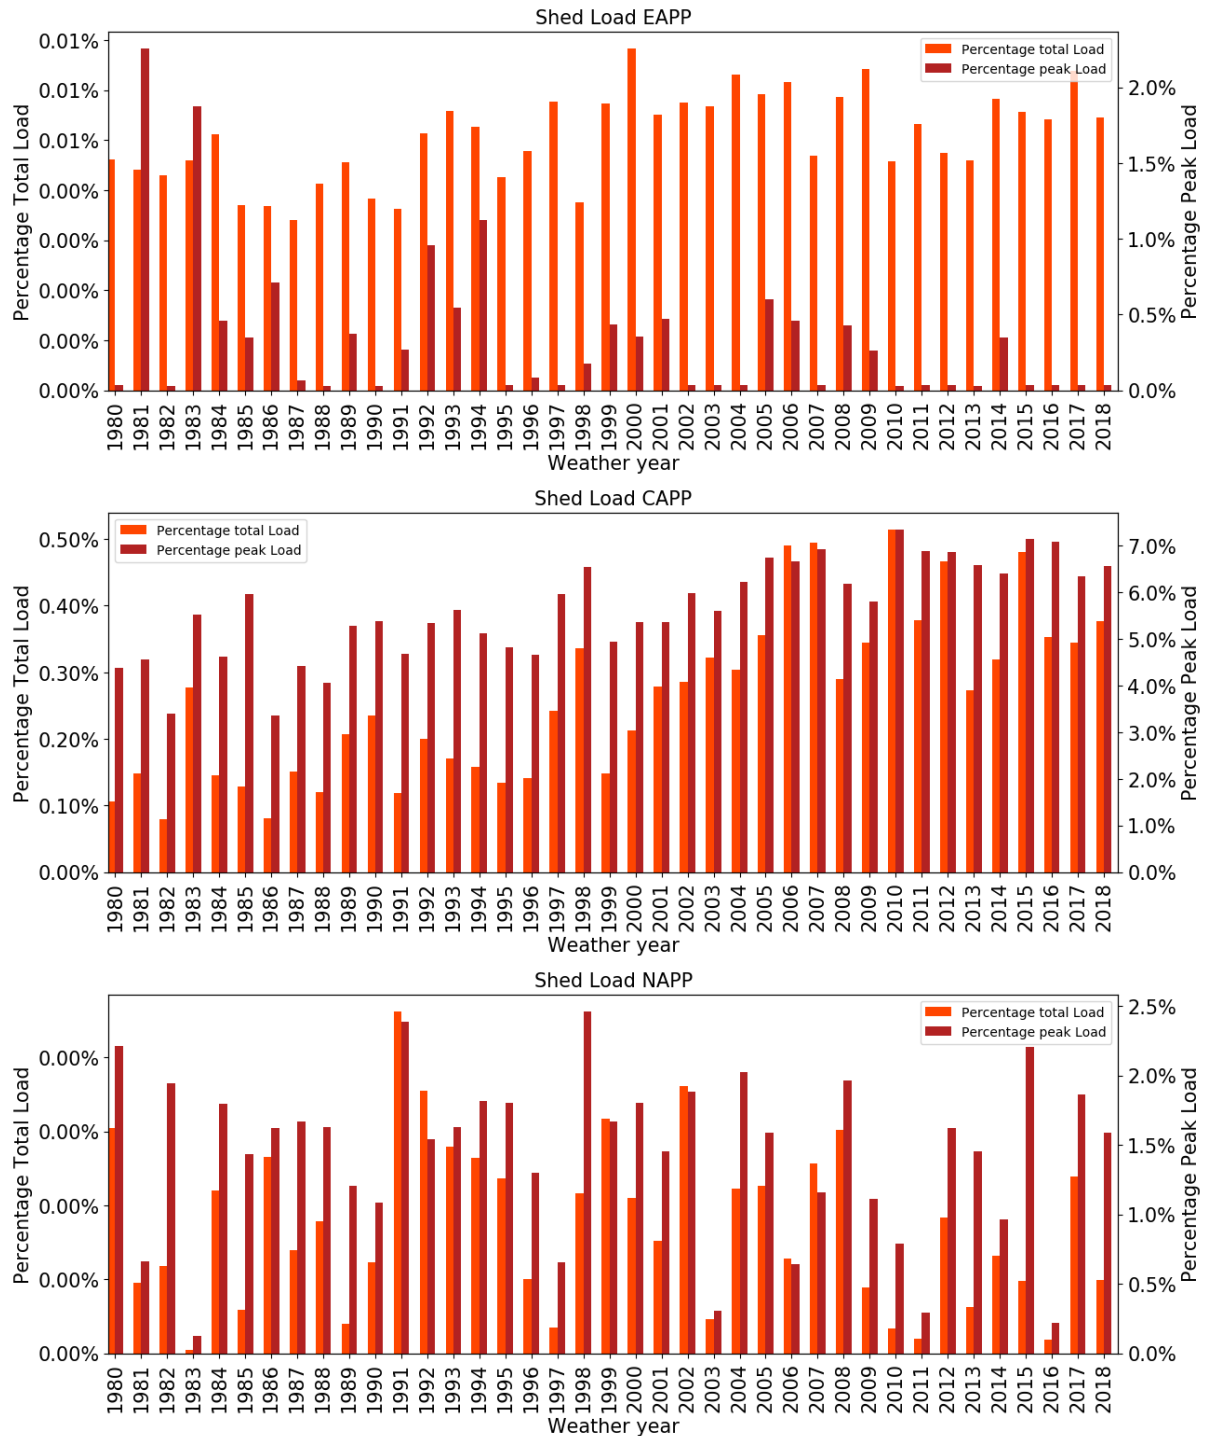 Shed Load EAPP
Percentage total Load
Percentage peak Load
Percentage Total Load
0.01%
0.01%
0.01%
0.00%
0.00%
0.00%
0.00%
0.00%
2.0%
1.5%
1.0%
0.5%
0.0%
Percentage Peak Load
1980 1981 1982 1983 1984 1985 1986 1987 1988 1989 1990 1991 1992 1993 1994 1995 1996 1997 1998 1999 2000 2001 2002 2003 2004 2005 2006 2007 2008 2009 2010 2011 2012 2013 2014 2015 2016 2017 2018
Weather year
Shed Load CAPP
Percentage total Load
Percentage peak Load
Percentage Total Load
0.50%
0.40%
0.30%
0.20%
0.10%
0.00%
7.0%
6.0%
5.0%
4.0%
3.0%
2.0%
1.0%
0.0%
Percentage Peak Load
1980 1981 1982 1983 1984 1985 1986 1987 1988 1989 1990 1991 1992 1993 1994 1995 1996 1997 1998 1999 2000 2001 2002 2003 2004 2005 2006 2007 2008 2009 2010 2011 2012 2013 2014 2015 2016 2017 2018
Weather year
Shed Load NAPP
Percentage total Load
Percentage peak Load
Percentage Total Load
0.00%
0.00%
0.00%
0.00%
0.00%
2.5%
2.0%
1.5%
1.0%
0.5%
0.0%
Percentage Peak Load
1980 1981 1982 1983 1984 1985 1986 1987 1988 1989 1990 1991 1992 1993 1994 1995 1996 1997 1998 1999 2000 2001 2002 2003 2004 2005 2006 2007 2008 2009 2010 2011 2012 2013 2014 2015 2016 2017 2018
Weather year